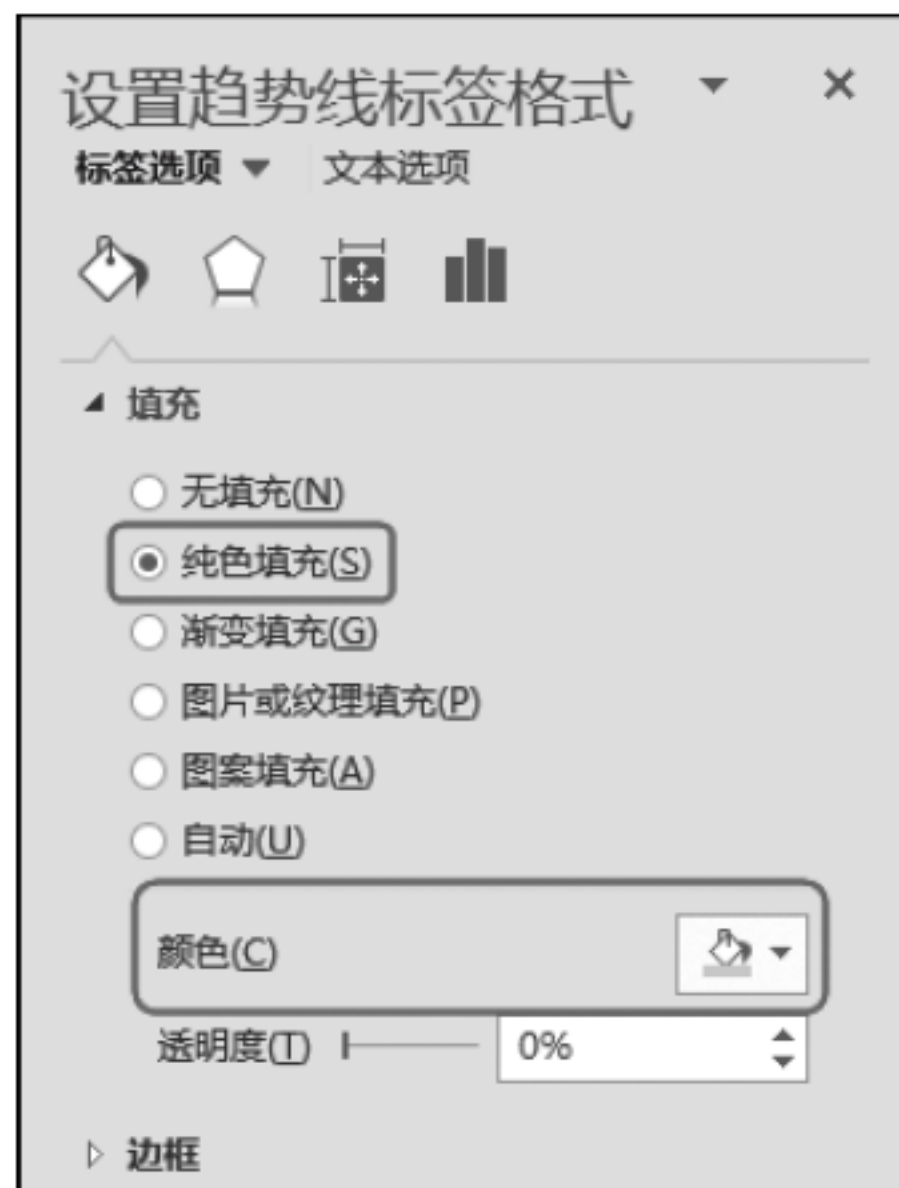 设置趋势线标签格式
标签选项 文本选项
填充
无填充(N)
纯色填充(S)
渐变填充(G)
图片或纹理填充(P)
图案填充(A)
自动(U)
颜色(C)
透明度(T) 0%
边框